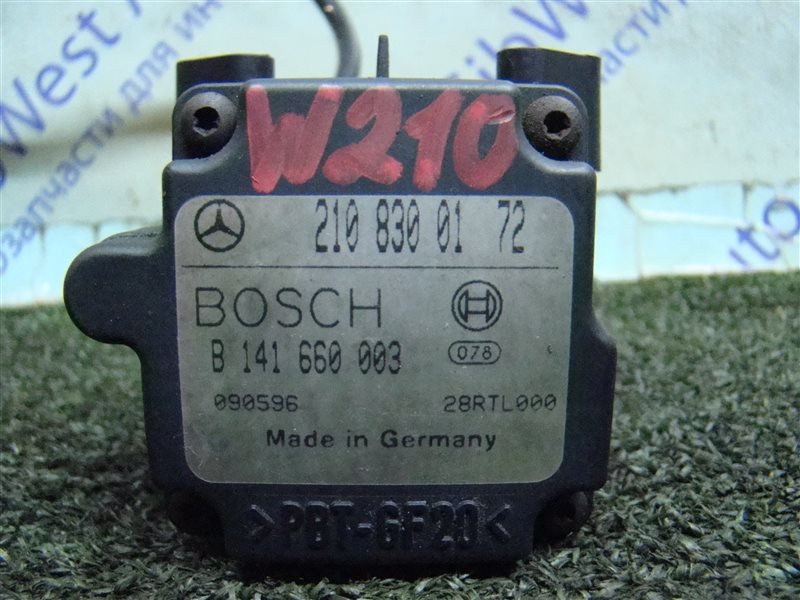 W210
210 830 01 72
BOSCH
B 141 660 003
078
090596 28RTL000
Made in Germany
>PBT-GF20<